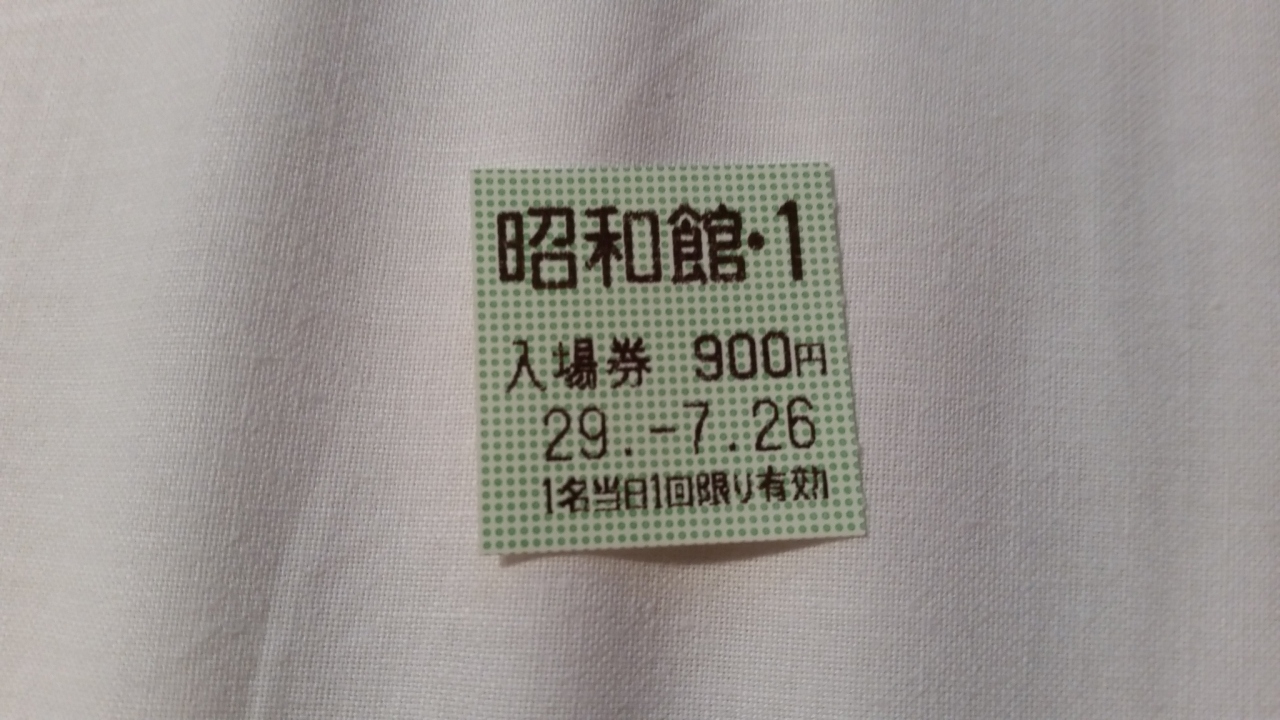 昭和館・1
入場券 900円
29.-7.26
1名当日1回限り有効